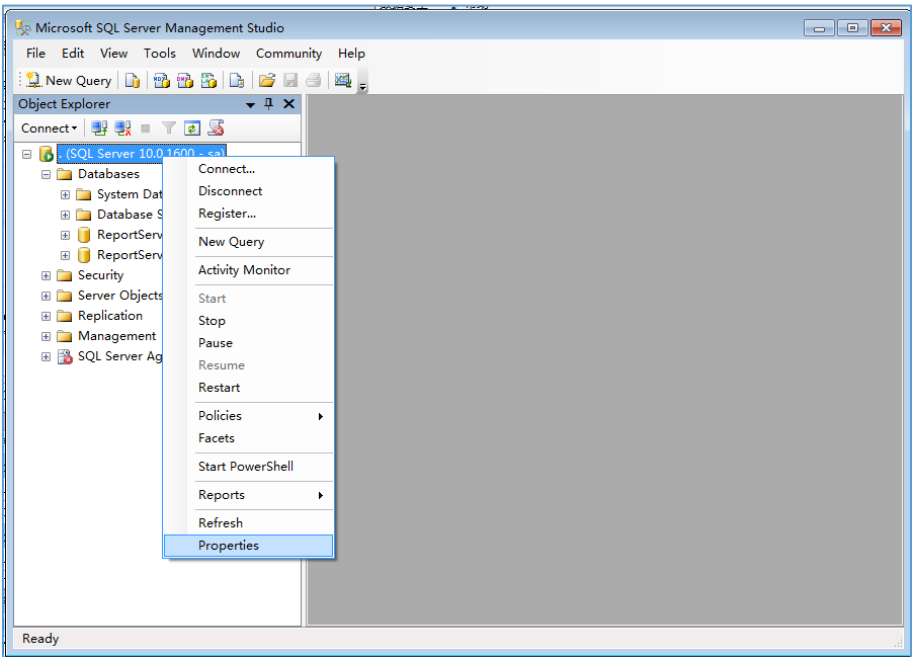 Microsoft SQL Server Management Studio
File Edit View Tools Window Community Help
New Query
Object Explorer
Connect
. (SQL Server 10.0.1600 - sa)
Databases
System Dat
Database S
ReportServ
ReportServ
Security
Server Objects
Replication
Management
SQL Server Ag
Connect...
Disconnect
Register...
New Query
Activity Monitor
Start
Stop
Pause
Resume
Restart
Policies
Facets
Start PowerShell
Reports
Refresh
Properties
Ready